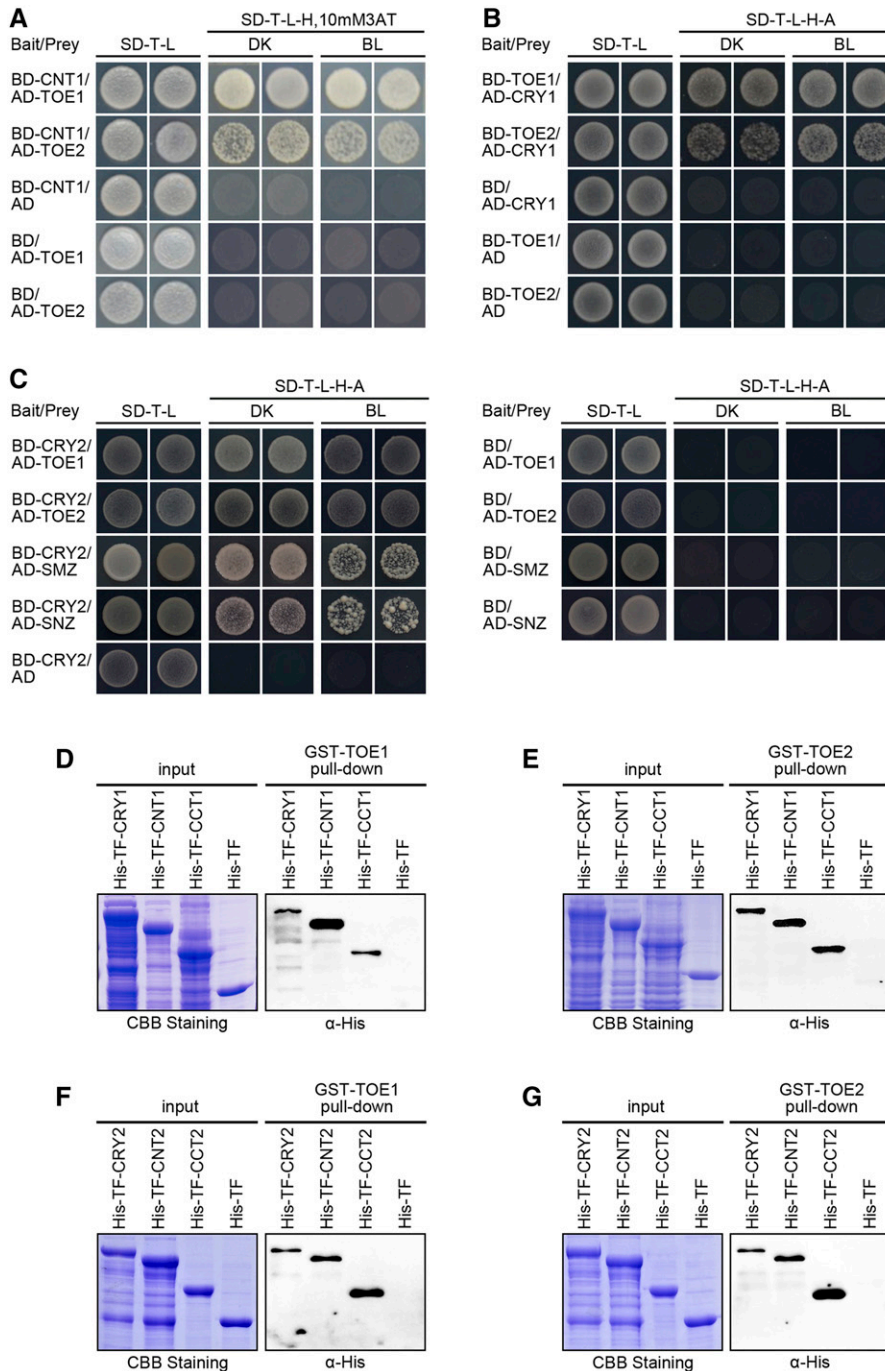 A
SD-T-L-H,10mM3AT
Bait/Prey SD-T-L DK BL
BD-CNT1/
AD-TOE1
BD-CNT1/
AD-TOE2
BD-CNT1/
AD
BD/
AD-TOE1
BD/
AD-TOE2
B
SD-T-L-H-A
Bait/Prey SD-T-L DK BL
BD-TOE1/
AD-CRY1
BD-TOE2/
AD-CRY1
BD/
AD-CRY1
BD-TOE1/
AD
BD-TOE2/
AD
C
SD-T-L-H-A
Bait/Prey SD-T-L DK BL
BD-CRY2/
AD-TOE1
BD-CRY2/
AD-TOE2
BD-CRY2/
AD-SMZ
BD-CRY2/
AD-SNZ
BD-CRY2/
AD
SD-T-L-H-A
Bait/Prey SD-T-L DK BL
BD/
AD-TOE1
BD/
AD-TOE2
BD/
AD-SMZ
BD/
AD-SNZ
D
input
GST-TOE1
pull-down
His-TF-CRY1
His-TF-CNT1
His-TF-CCT1
His-TF
His-TF-CRY1
His-TF-CNT1
His-TF-CCT1
His-TF
CBB Staining
α-His
E
input
GST-TOE2
pull-down
His-TF-CRY1
His-TF-CNT1
His-TF-CCT1
His-TF
His-TF-CRY1
His-TF-CNT1
His-TF-CCT1
His-TF
CBB Staining
α-His
F
input
GST-TOE1
pull-down
His-TF-CRY2
His-TF-CNT2
His-TF-CCT2
His-TF
His-TF-CRY2
His-TF-CNT2
His-TF-CCT2
His-TF
CBB Staining
α-His
G
input
GST-TOE2
pull-down
His-TF-CRY2
His-TF-CNT2
His-TF-CCT2
His-TF
His-TF-CRY2
His-TF-CNT2
His-TF-CCT2
His-TF
CBB Staining
α-His